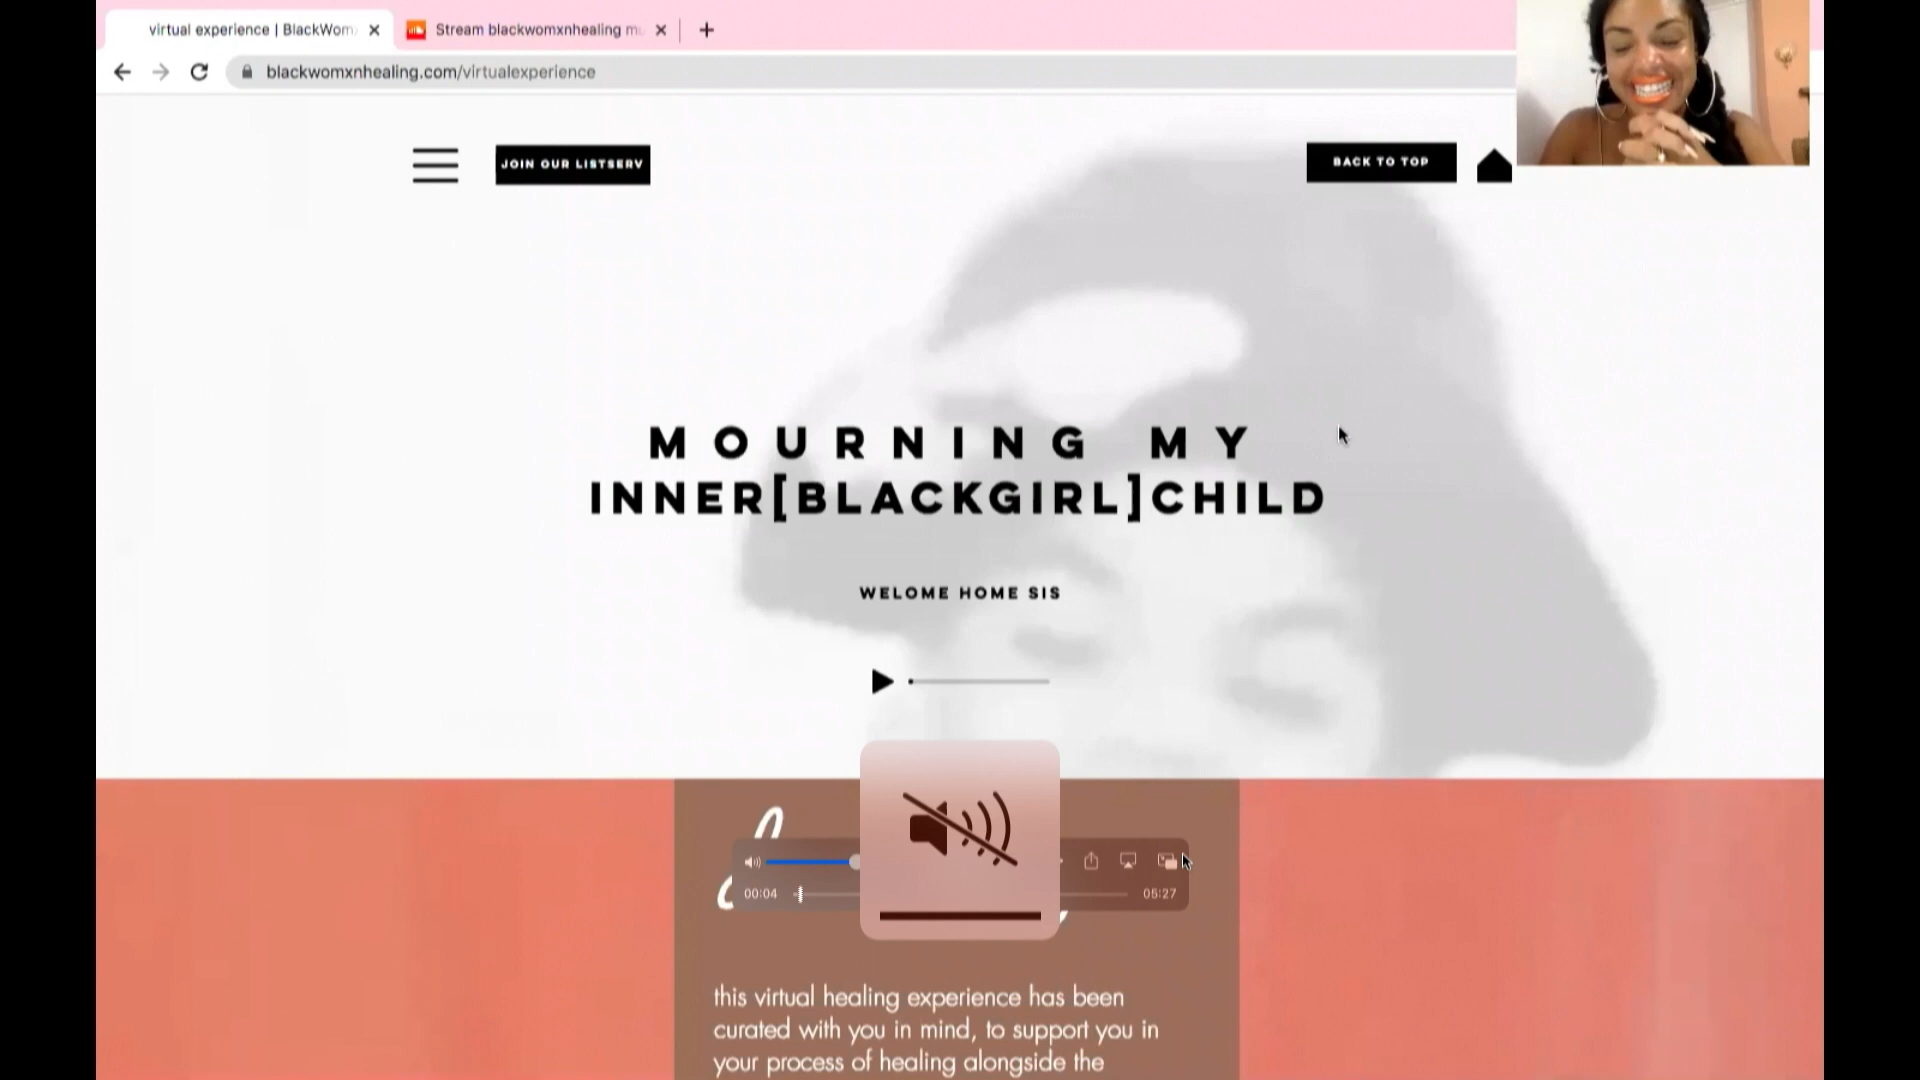 virtual experience | BlackWom
Stream blackwomxnhealing m
blackwomxnhealing.com/virtualexperience
JOIN OUR LISTSERV
BACK TO TOP
MOURNING MY
INNER[BLACKGIRL]CHILD
WELOME HOME SIS
00:04
05:27
this virtual healing experience has been
curated with you in mind, to support you in
your process of healing alongside the